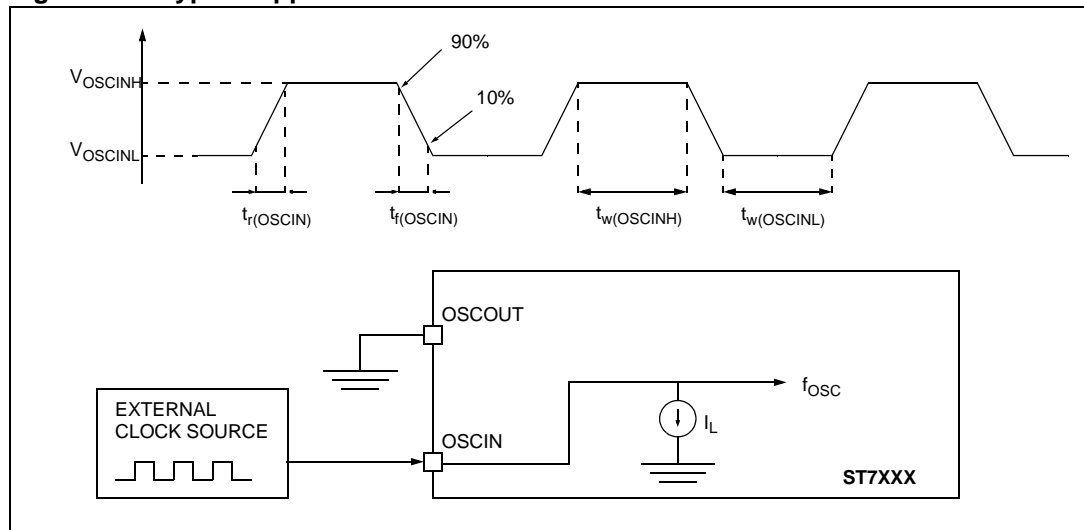 90%
V_OSCINH
10%
V_OSCINL
t_r(OSCIN)
t_f(OSCIN)
t_w(OSCINH)
t_w(OSCINL)
OSCOUT
f_OSC
EXTERNAL
CLOCK SOURCE
I_L
OSCIN
ST7XXX